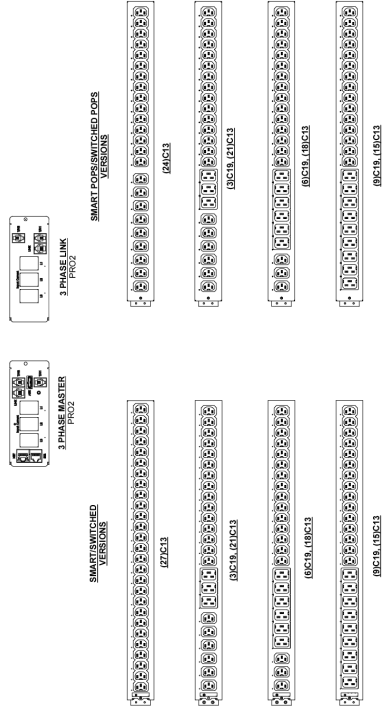 SMART POPS/SWITCHED POPS
VERSIONS
(24)C13
(3)C19, (21)C13
(6)C19, (18)C13
(9)C19, (15)C13
3 PHASE LINK
PRO2
3 PHASE MASTER
PRO2
SMART/SWITCHED
VERSIONS
(27)C13
(3)C19, (21)C13
(6)C19, (18)C13
(9)C19, (15)C13